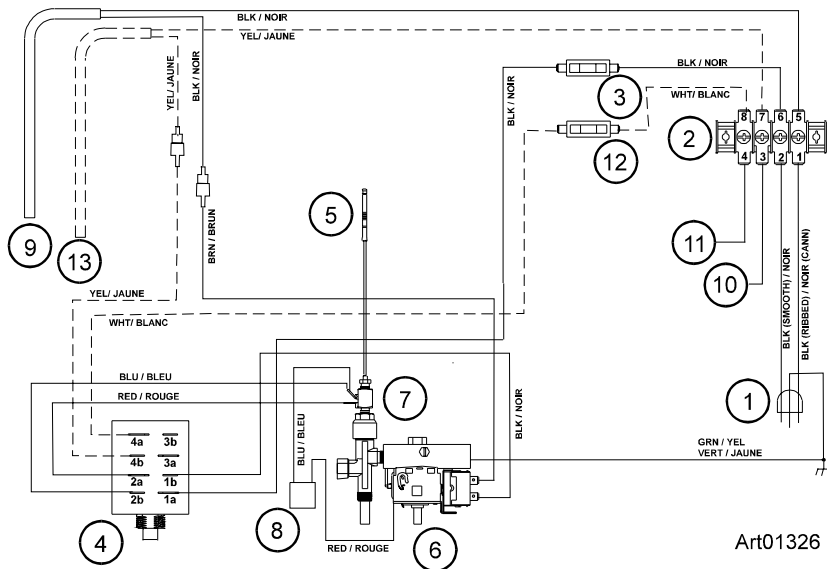 BLK / NOIR
YEL/ JAUNE
YEL/ JAUNE
BLK / NOIR
BLK / NOIR
BLK / NOIR
WHT/ BLANC
3
12
8 7 6 5
2
4 3 2 1
9
13
5
BRN / BRUN
11
10
YEL/ JAUNE
WHT/ BLANC
BLK (SMOOTH) / NOIR
BLK (RIBBED) / NOIR (CANN)
BLU / BLEU
RED / ROUGE
7
1
BLU / BLEU
BLK / NOIR
4a 3b
4b 3a
2a 1b
2b 1a
GRN / YEL
VERT / JAUNE
4
8
RED / ROUGE
6
Art01326